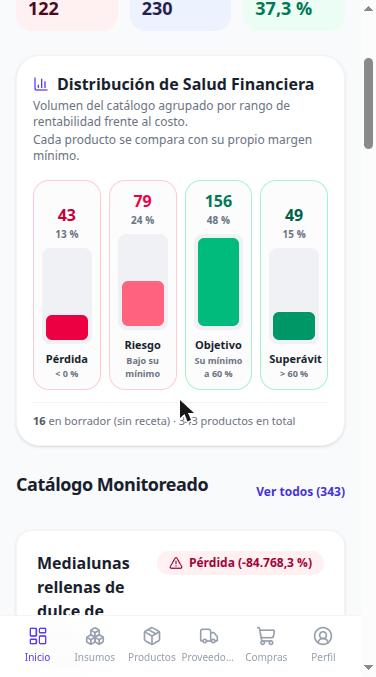 122
230
37,3 %
Distribución de Salud Financiera
Volumen del catálogo agrupado por rango de
rentabilidad frente al costo.
Cada producto se compara con su propio margen
mínimo.
43
13 %
Pérdida
< 0 %
79
24 %
Riesgo
Bajo su
mínimo
156
48 %
Objetivo
Su mínimo
a 60 %
49
15 %
Superávit
> 60 %
16 en borrador (sin receta) · 343 productos en total
Catálogo Monitoreado
Ver todos (343)
Medialunas
rellenas de
dulce de
Pérdida (-84.768,3 %)
Inicio
Insumos
Productos
Proveedo...
Compras
Perfil